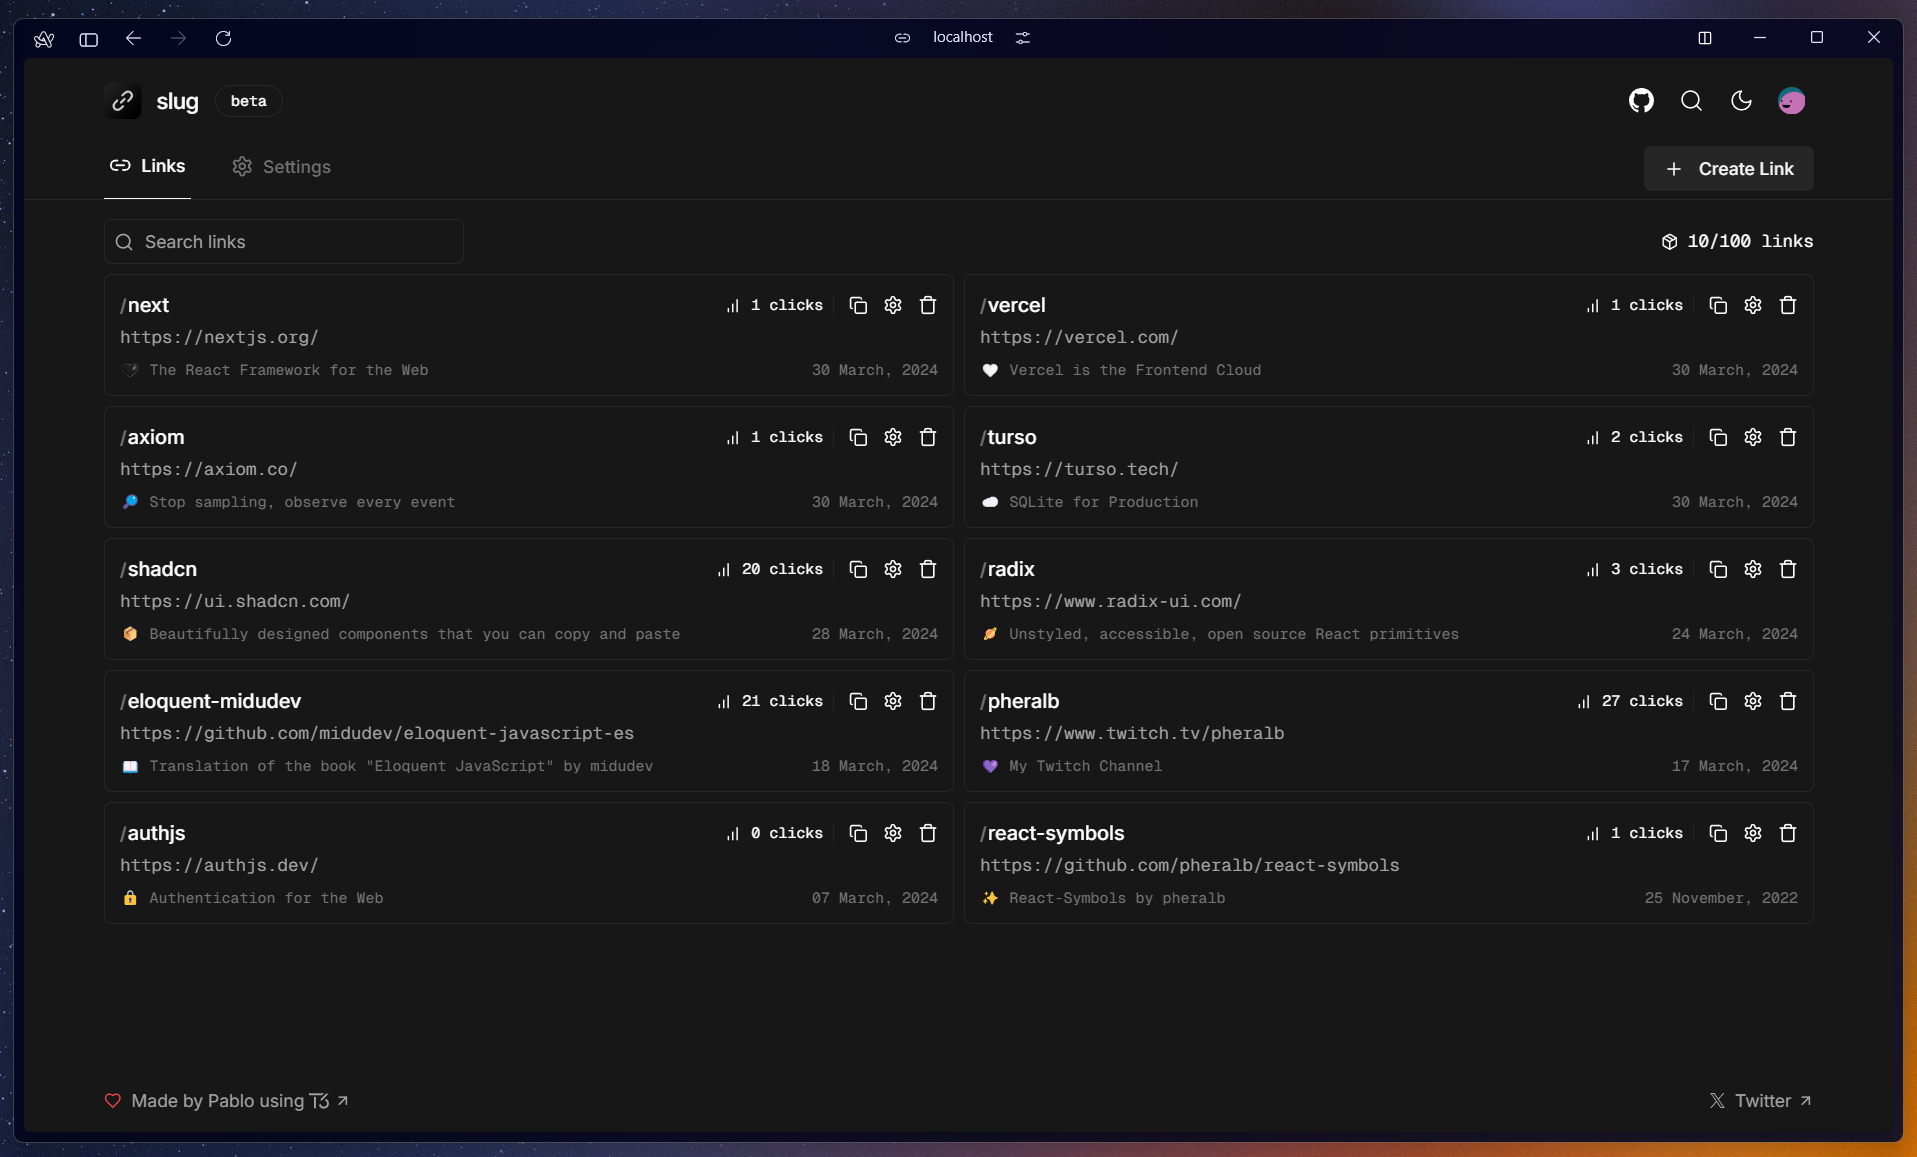 localhost
slug beta
Links Settings
Create Link
Search links
10/100 links
/next 1 clicks
https://nextjs.org/
The React Framework for the Web 30 March, 2024
/vercel 1 clicks
https://vercel.com/
🤍 Vercel is the Frontend Cloud 30 March, 2024
/axiom 1 clicks
https://axiom.co/
🔎 Stop sampling, observe every event 30 March, 2024
/turso 2 clicks
https://turso.tech/
☁️ SQLite for Production 30 March, 2024
/shadcn 20 clicks
https://ui.shadcn.com/
📦 Beautifully designed components that you can copy and paste 28 March, 2024
/radix 3 clicks
https://www.radix-ui.com/
🪐 Unstyled, accessible, open source React primitives 24 March, 2024
/eloquent-midudev 21 clicks
https://github.com/midudev/eloquent-javascript-es
📖 Translation of the book "Eloquent JavaScript" by midudev 18 March, 2024
/pheralb 27 clicks
https://www.twitch.tv/pheralb
💜 My Twitch Channel 17 March, 2024
/authjs 0 clicks
https://authjs.dev/
🔒 Authentication for the Web 07 March, 2024
/react-symbols 1 clicks
https://github.com/pheralb/react-symbols
✨ React-Symbols by pheralb 25 November, 2022
Made by Pablo using T3 ↗
Twitter ↗